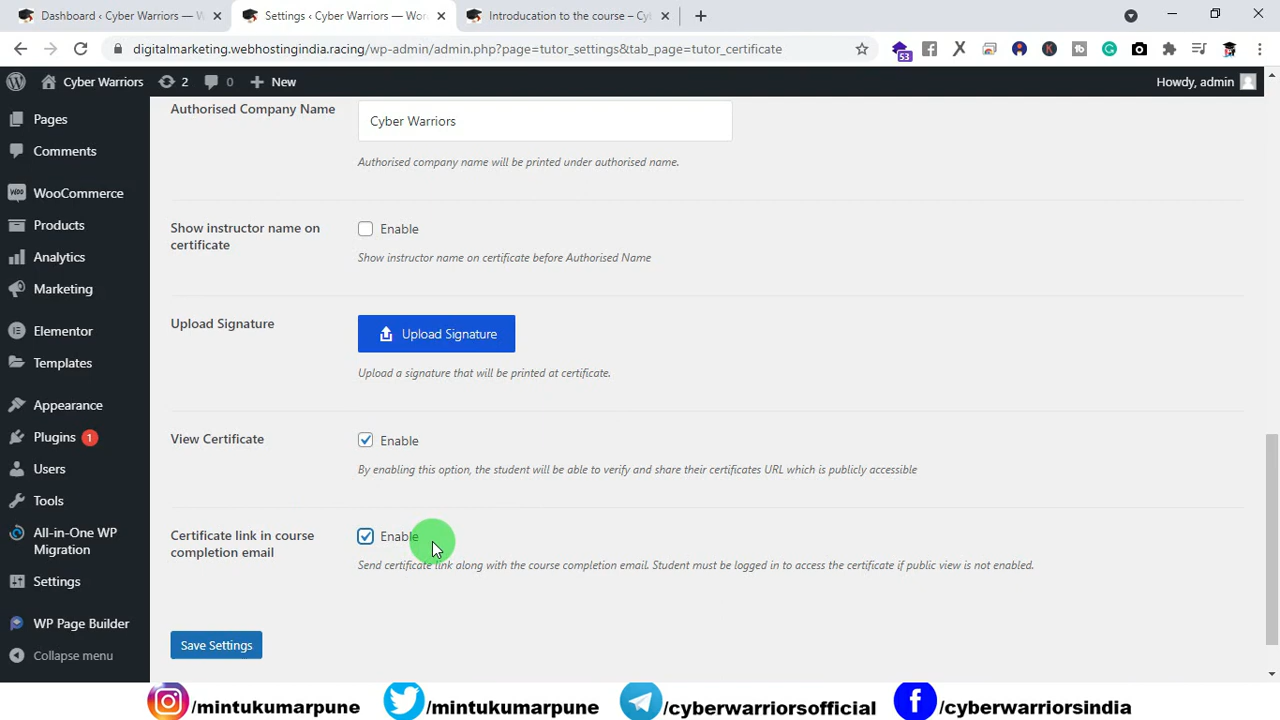 Dashboard ‹ Cyber Warriors — W
Settings ‹ Cyber Warriors — Wor
Introducation to the course – Cyb
digitalmarketing.webhostingindia.racing/wp-admin/admin.php?page=tutor_settings&tab_page=tutor_certificate
53
Cyber Warriors
2
0
New
Howdy, admin
Pages
Comments
WooCommerce
Products
Analytics
Marketing
Elementor
Templates
Appearance
Plugins 1
Users
Tools
All-in-One WP
Migration
Settings
WP Page Builder
Collapse menu
Authorised Company Name
Cyber Warriors
Authorised company name will be printed under authorised name.
Show instructor name on
certificate
Enable
Show instructor name on certificate before Authorised Name
Upload Signature
Upload Signature
Upload a signature that will be printed at certificate.
View Certificate
Enable
By enabling this option, the student will be able to verify and share their certificates URL which is publicly accessible
Certificate link in course
completion email
Enable
Send certificate link along with the course completion email. Student must be logged in to access the certificate if public view is not enabled.
Save Settings
/mintukumarpune
/mintukumarpune
/cyberwarriorsofficial
/cyberwarriorsindia